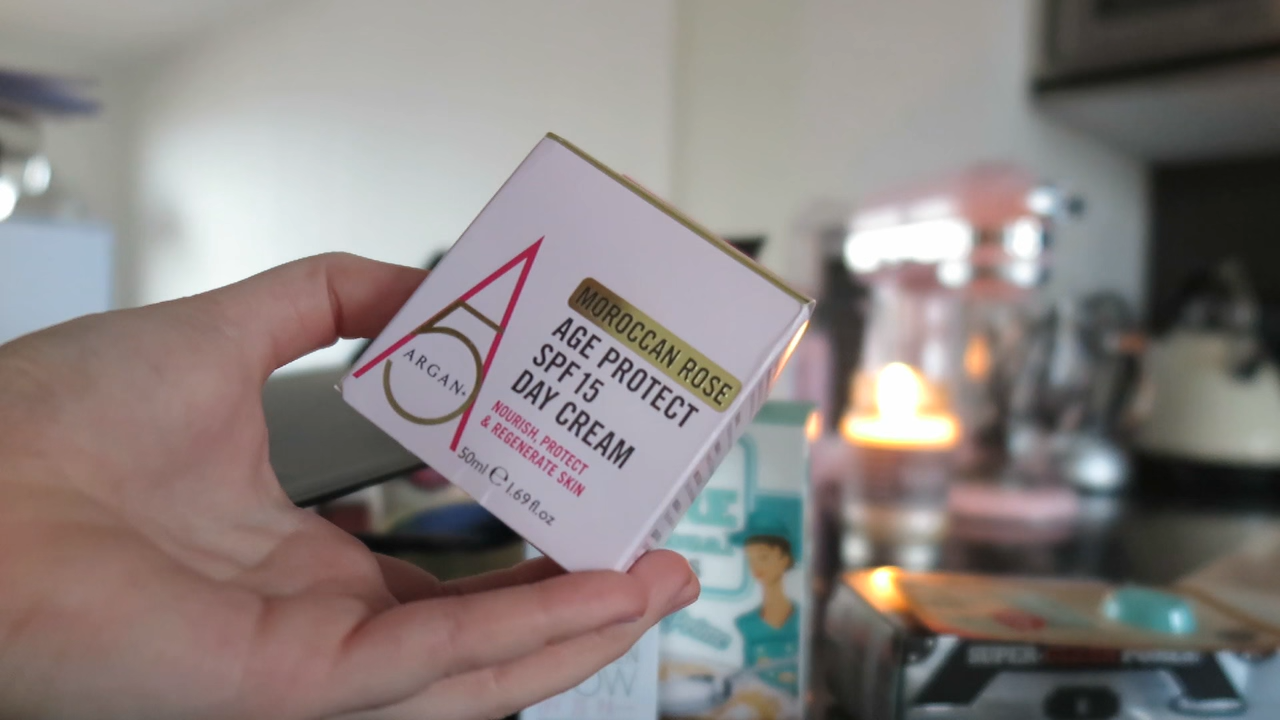 ARGAN+
MOROCCAN ROSE
AGE PROTECT
SPF 15
DAY CREAM
NOURISH, PROTECT
& REGENERATE SKIN
50ml ℮ 1.69 fl.oz